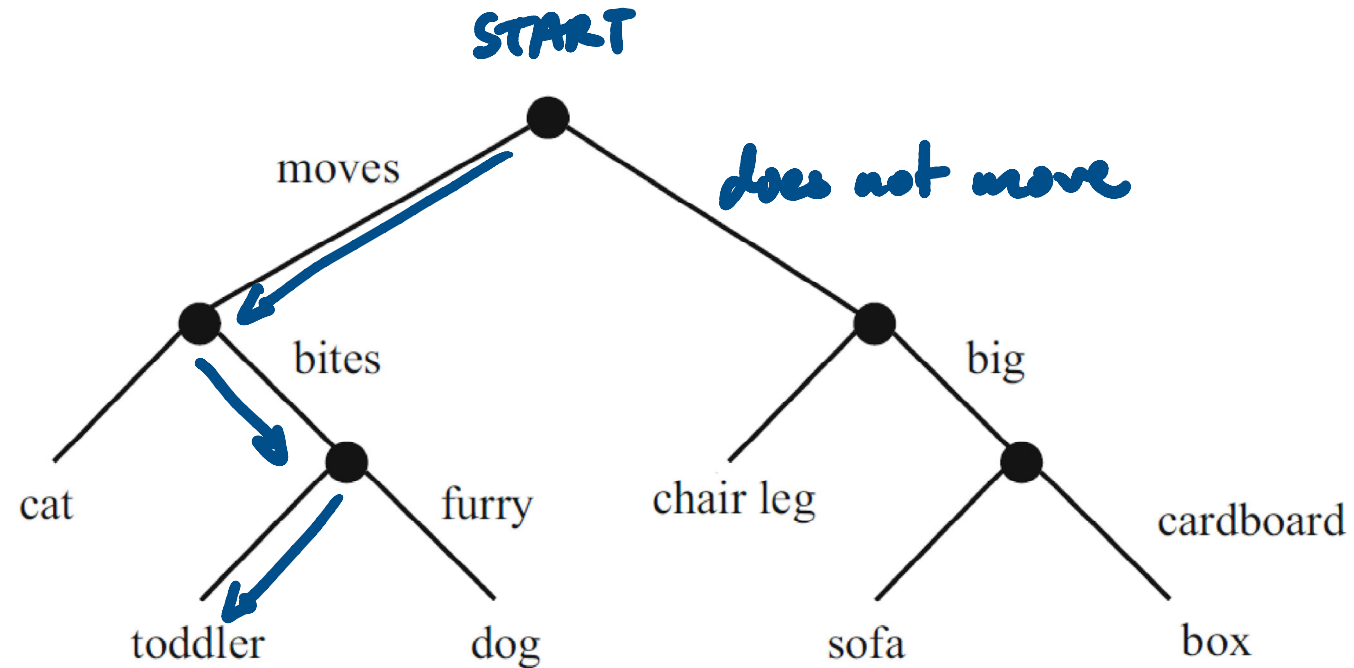 START
moves
does not move
bites
big
cat
furry
chair leg
cardboard
toddler
dog
sofa
box